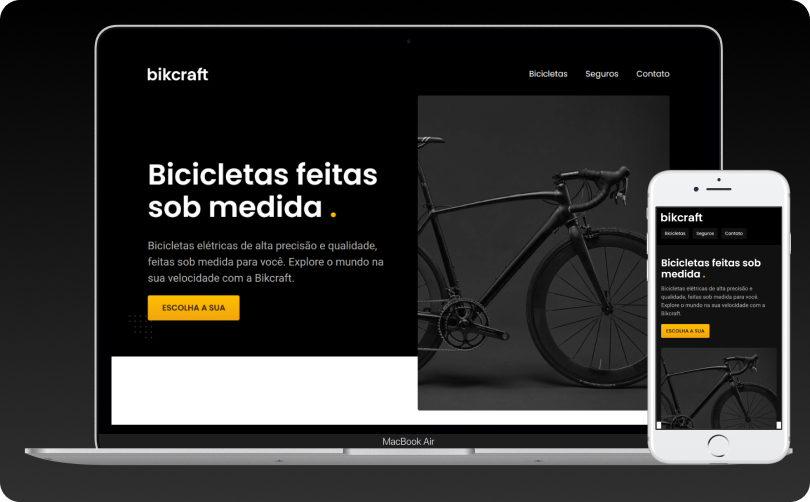 bikcraft
Bicicletas Seguros Contato
Bicicletas feitas
sob medida .
Bicicletas elétricas de alta precisão e qualidade,
feitas sob medida para você. Explore o mundo na
sua velocidade com a Bikcraft.
ESCOLHA A SUA
MacBook Air
bikcraft
Bicicletas Seguros Contato
Bicicletas feitas sob
medida .
Bicicletas elétricas de alta precisão e
qualidade, feitas sob medida para você.
Explore o mundo na sua velocidade com a
Bikcraft.
ESCOLHA A SUA